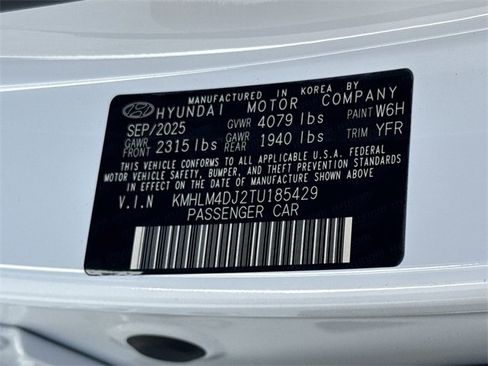 MANUFACTURED IN KOREA BY
HYUNDAI MOTOR COMPANY
SEP/2025 GVWR 4079 lbs PAINT W6H
GAWR FRONT 2315 lbs GAWR REAR 1940 lbs TRIM YFR
THIS VEHICLE CONFORMS TO ALL APPLICABLE U.S.A. FEDERAL
MOTOR VEHICLE SAFETY, BUMPER, AND THEFT PREVENTION STANDARDS
IN EFFECT ON THE DATE OF MANUFACTURE SHOWN ABOVE.
V.I.N KMHLM4DJ2TU185429
PASSENGER CAR